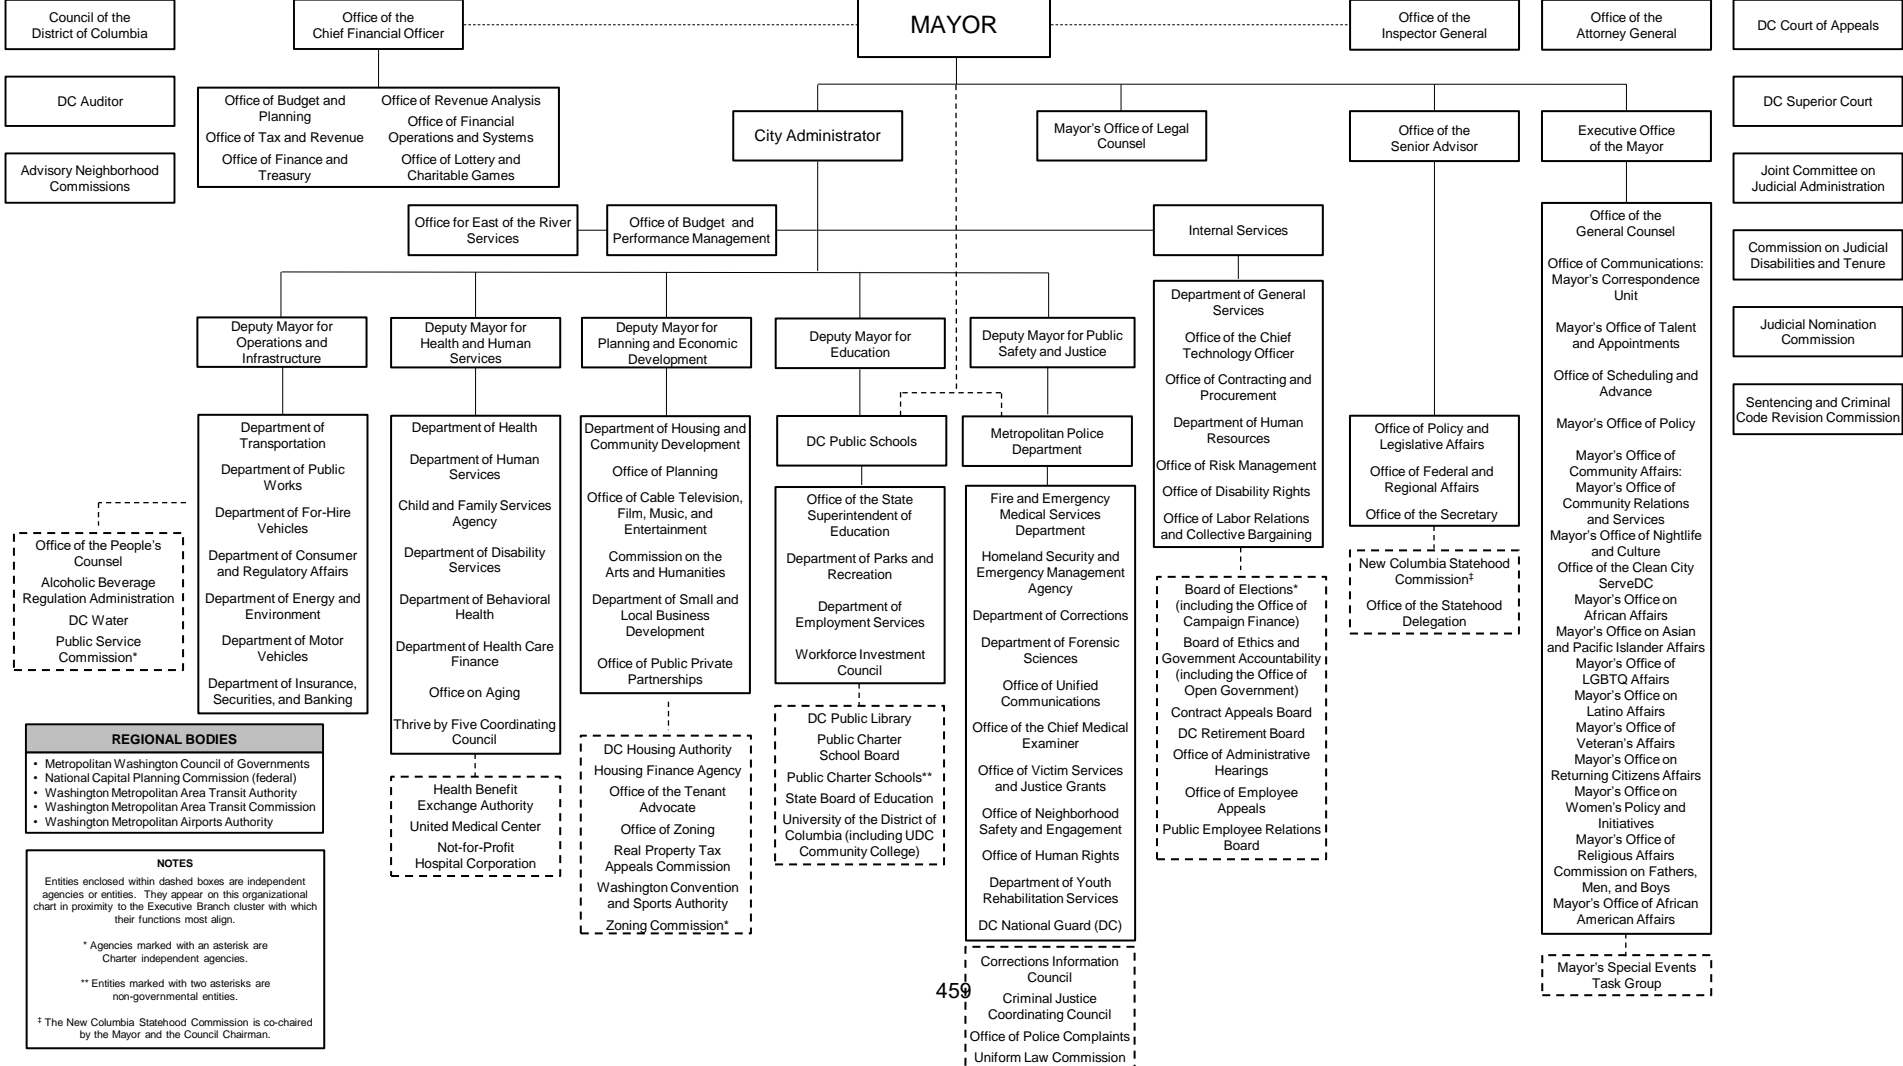 Council of the
District of Columbia
Office of the
Chief Financial Officer
MAYOR
Office of the
Inspector General
Office of the
Attorney General
DC Court of Appeals
DC Auditor
Office of Budget and
Planning
Office of Tax and Revenue
Office of Finance and
Treasury
Office of Revenue Analysis
Office of Financial
Operations and Systems
Office of Lottery and
Charitable Games
City Administrator
Mayor's Office of Legal
Counsel
Office of the
Senior Advisor
Executive Office
of the Mayor
DC Superior Court
Advisory Neighborhood
Commissions
Joint Committee on
Judicial Administration
Office for East of the River
Services
Office of Budget and
Performance Management
Internal Services
Commission on Judicial
Disabilities and Tenure
Judicial Nomination
Commission
Sentencing and Criminal
Code Revision Commission
Deputy Mayor for
Operations and
Infrastructure
Department of
Transportation
Department of Public
Works
Department of For-Hire
Vehicles
Department of Consumer
and Regulatory Affairs
Department of Energy and
Environment
Department of Motor
Vehicles
Department of Insurance,
Securities, and Banking
Office of the People's
Counsel
Alcoholic Beverage
Regulation Administration
DC Water
Public Service
Commission*
Deputy Mayor for
Health and Human
Services
Department of Health
Department of Human
Services
Child and Family Services
Agency
Department of Disability
Services
Department of Behavioral
Health
Department of Health Care
Finance
Office on Aging
Thrive by Five Coordinating
Council
Health Benefit
Exchange Authority
United Medical Center
Not-for-Profit
Hospital Corporation
Deputy Mayor for
Planning and Economic
Development
Department of Housing and
Community Development
Office of Planning
Office of Cable Television,
Film, Music, and
Entertainment
Commission on the
Arts and Humanities
Department of Small and
Local Business
Development
Office of Public Private
Partnerships
DC Housing Authority
Housing Finance Agency
Office of the Tenant
Advocate
Office of Zoning
Real Property Tax
Appeals Commission
Washington Convention
and Sports Authority
Zoning Commission*
Deputy Mayor for
Education
DC Public Schools
Office of the State
Superintendent of
Education
Department of Parks and
Recreation
Department of
Employment Services
Workforce Investment
Council
DC Public Library
Public Charter
School Board
Public Charter Schools**
State Board of Education
University of the District of
Columbia (including UDC
Community College)
Deputy Mayor for Public
Safety and Justice
Metropolitan Police
Department
Fire and Emergency
Medical Services
Department
Homeland Security and
Emergency Management
Agency
Department of Corrections
Department of Forensic
Sciences
Office of Unified
Communications
Office of the Chief Medical
Examiner
Office of Victim Services
and Justice Grants
Office of Neighborhood
Safety and Engagement
Office of Human Rights
Department of Youth
Rehabilitation Services
DC National Guard (DC)
Corrections Information
Council
Criminal Justice
Coordinating Council
Office of Police Complaints
Uniform Law Commission
Department of General
Services
Office of the Chief
Technology Officer
Office of Contracting and
Procurement
Department of Human
Resources
Office of Risk Management
Office of Disability Rights
Office of Labor Relations
and Collective Bargaining
Board of Elections*
(including the Office of
Campaign Finance)
Board of Ethics and
Government Accountability
(including the Office of
Open Government)
Contract Appeals Board
DC Retirement Board
Office of Administrative
Hearings
Office of Employee
Appeals
Public Employee Relations
Board
Office of Policy and
Legislative Affairs
Office of Federal and
Regional Affairs
Office of the Secretary
New Columbia Statehood
Commission‡
Office of the Statehood
Delegation
Office of the
General Counsel
Office of Communications:
Mayor's Correspondence
Unit
Mayor's Office of Talent
and Appointments
Office of Scheduling and
Advance
Mayor's Office of Policy
Mayor's Office of
Community Affairs:
Mayor's Office of
Community Relations
and Services
Mayor's Office of Nightlife
and Culture
Office of the Clean City
ServeDC
Mayor's Office on
African Affairs
Mayor's Office on Asian
and Pacific Islander Affairs
Mayor's Office of
LGBTQ Affairs
Mayor's Office on
Latino Affairs
Mayor's Office of
Veteran's Affairs
Mayor's Office on
Returning Citizens Affairs
Mayor's Office on
Women's Policy and
Initiatives
Mayor's Office of
Religious Affairs
Commission on Fathers,
Men, and Boys
Mayor's Office of African
American Affairs
Mayor's Special Events
Task Group
REGIONAL BODIES
• Metropolitan Washington Council of Governments
• National Capital Planning Commission (federal)
• Washington Metropolitan Area Transit Authority
• Washington Metropolitan Area Transit Commission
• Washington Metropolitan Airports Authority
NOTES
Entities enclosed within dashed boxes are independent
agencies or entities. They appear on this organizational
chart in proximity to the Executive Branch cluster with which
their functions most align.
* Agencies marked with an asterisk are
Charter independent agencies.
** Entities marked with two asterisks are
non-governmental entities.
‡ The New Columbia Statehood Commission is co-chaired
by the Mayor and the Council Chairman.
459